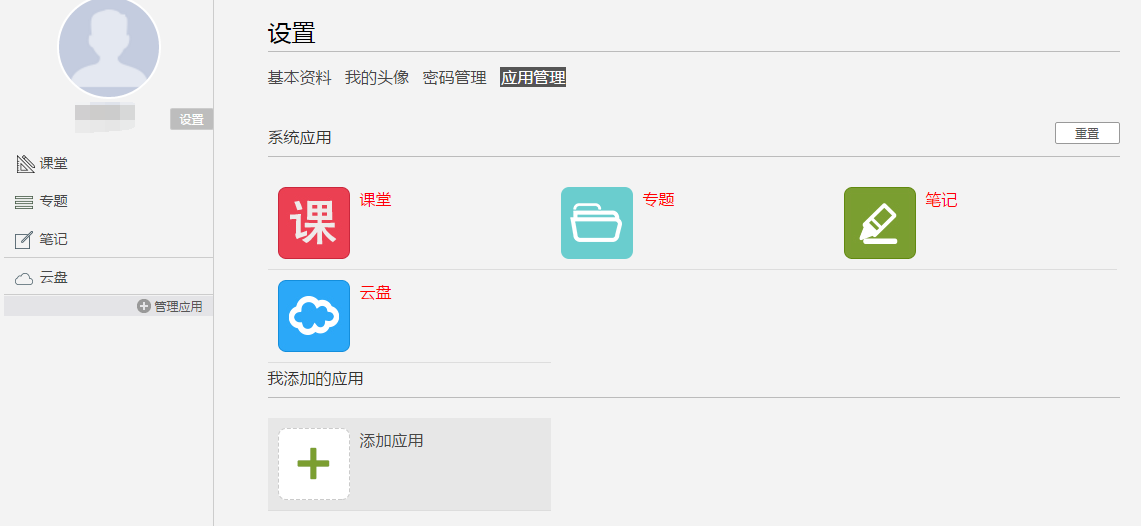 设置
课堂
专题
笔记
云盘
管理应用
设置
基本资料 我的头像 密码管理 应用管理
系统应用 重置
课 课堂 专题 笔记
云盘
我添加的应用
添加应用